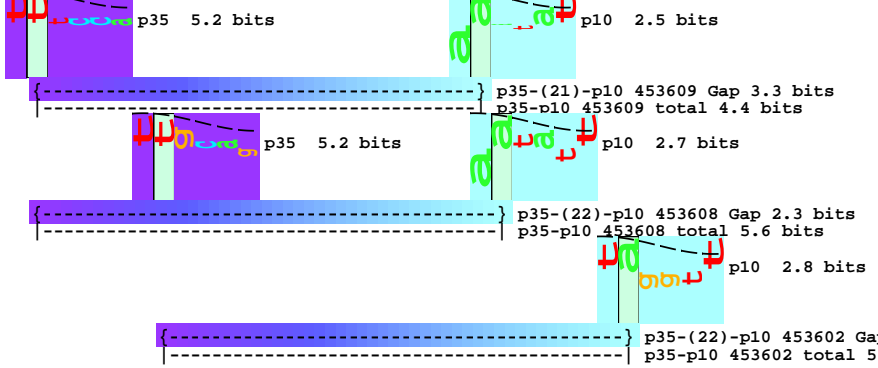 t t t c c a p35 5.2 bits a a t a t p10 2.5 bits
{---------------------------------------------} p35-(21)-p10 453609 Gap 3.3 bits
|---------------------------------------------| p35-p10 453609 total 4.4 bits
t t g c a g p35 5.2 bits a a t a t t p10 2.7 bits
{-----------------------------------------------} p35-(22)-p10 453608 Gap 2.3 bits
|-----------------------------------------------| p35-p10 453608 total 5.6 bits
t a g g t t p10 2.8 bits
{-----------------------------------------------} p35-(22)-p10 453602
|-----------------------------------------------| p35-p10 453602 total